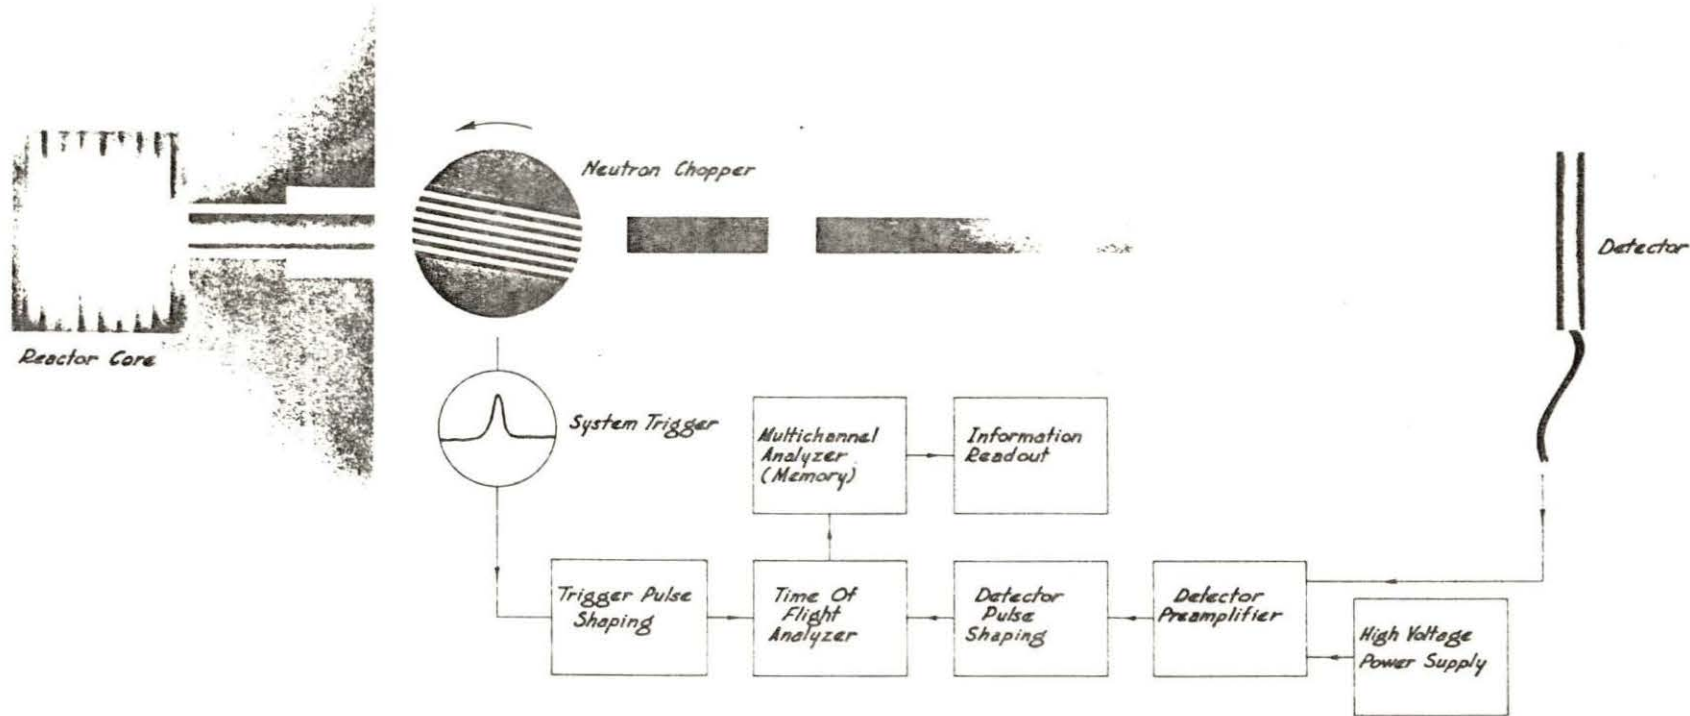 Neutron Chopper
Detector
Reactor Core
System Trigger
Multichannel
Analyzer
(Memory)
Information
Readout
Trigger Pulse
Shaping
Time Of
Flight
Analyzer
Detector
Pulse
Shaping
Detector
Preamplifier
High Voltage
Power Supply